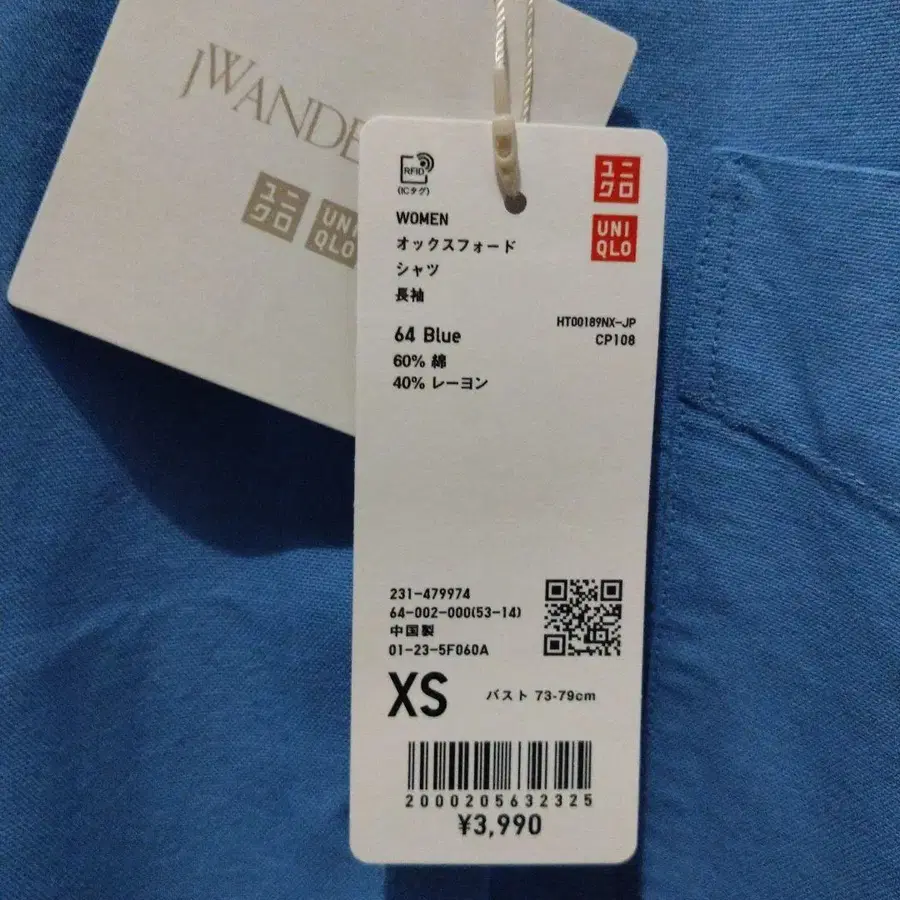 JWANDE
ユニ
クロ
UNI
QLO
RFID
(ICタグ)
ユニ
クロ
UNI
QLO
WOMEN
オックスフォード
シャツ
長袖
HT00189NX-JP
CP108
64 Blue
60% 綿
40% レーヨン
231-479974
64-002-000(53-14)
中国製
01-23-5F060A
XS バスト 73-79cm
2000205632325
¥3,990